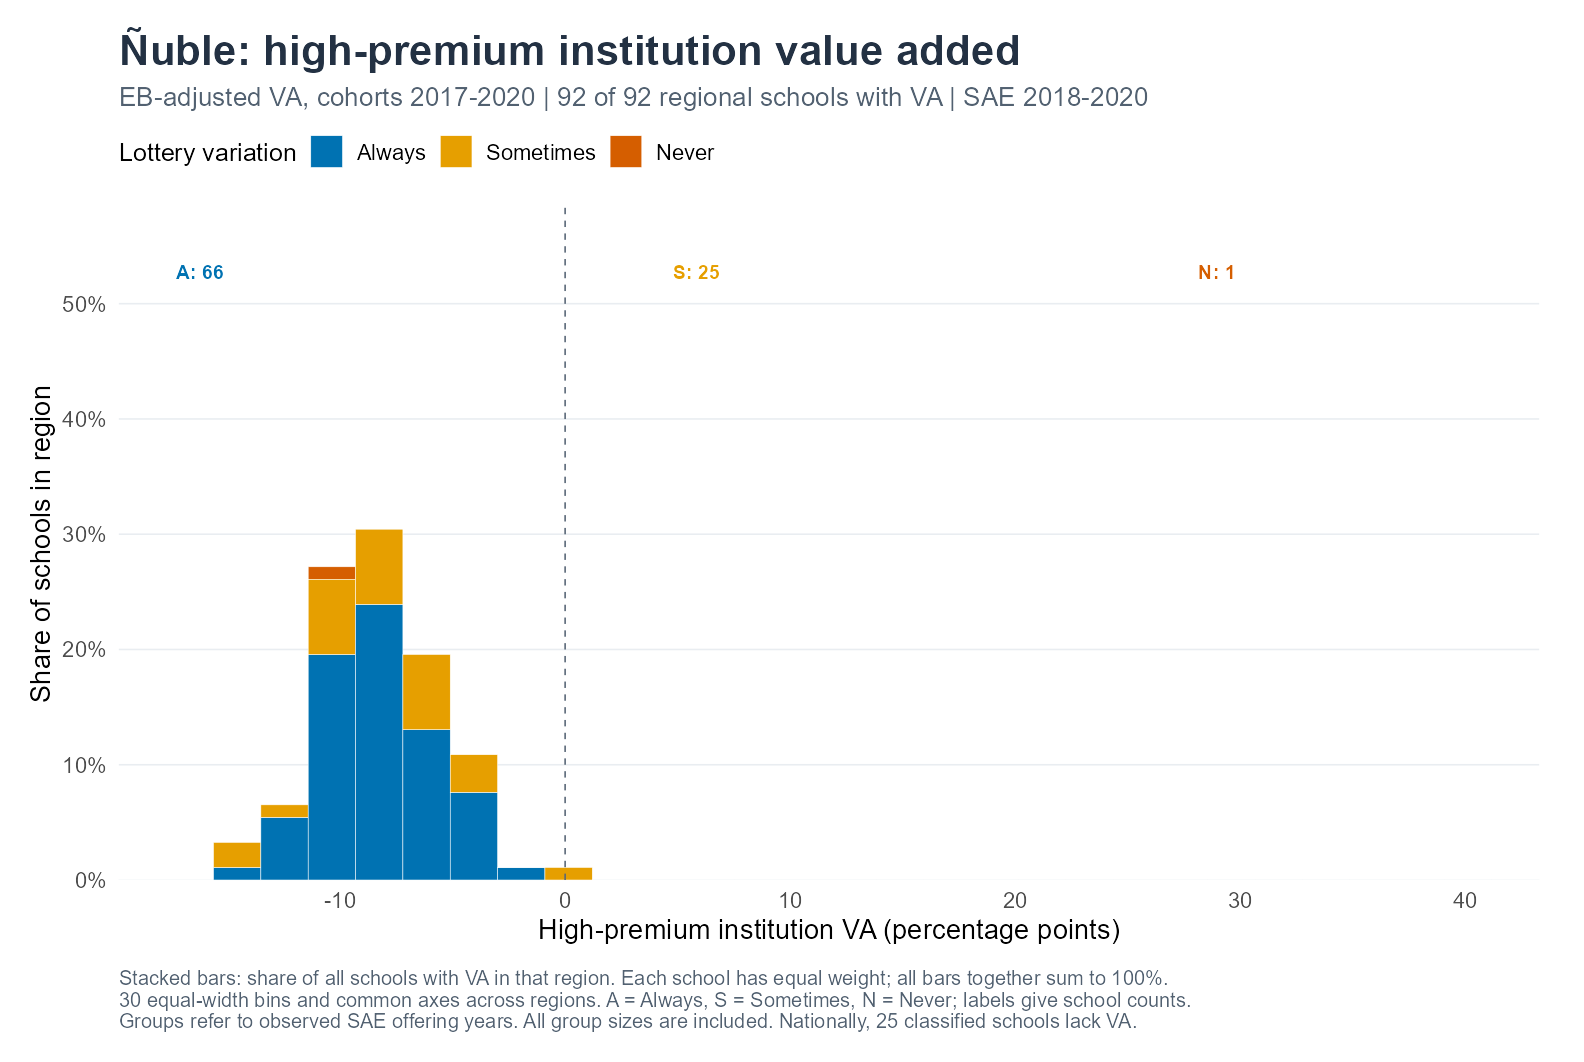 Ñuble: high-premium institution value added
EB-adjusted VA, cohorts 2017-2020 | 92 of 92 regional schools with VA | SAE 2018-2020
Lottery variation Always Sometimes Never
A: 66 S: 25 N: 1
50%
40%
30%
20%
10%
0%
Share of schools in region
-10 0 10 20 30 40
High-premium institution VA (percentage points)
Stacked bars: share of all schools with VA in that region. Each school has equal weight; all bars together sum to 100%.
30 equal-width bins and common axes across regions. A = Always, S = Sometimes, N = Never; labels give school counts.
Groups refer to observed SAE offering years. All group sizes are included. Nationally, 25 classified schools lack VA.